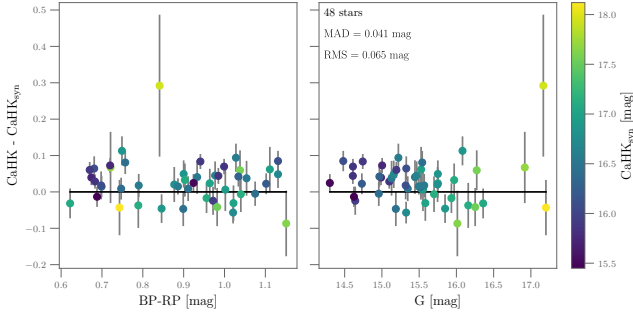 48 stars
MAD = 0.041 mag
RMS = 0.065 mag
CaHK - CaHKsyn
0.5
0.4
0.3
0.2
0.1
0.0
−0.1
−0.2
0.6 0.7 0.8 0.9 1.0 1.1
BP-RP [mag]
14.5 15.0 15.5 16.0 16.5 17.0
G [mag]
18.0
17.5
17.0
16.5
16.0
15.5
CaHKsyn [mag]